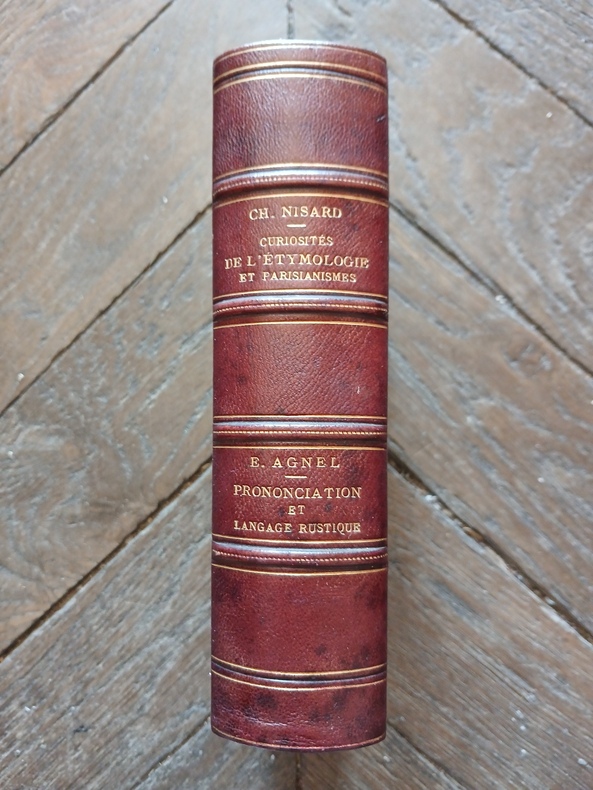 CH. NISARD
CURIOSITÉS
DE L'ÉTYMOLOGIE
ET PARISIANISMES
E. AGNEL
PRONONCIATION
ET
LANGAGE RUSTIQUE